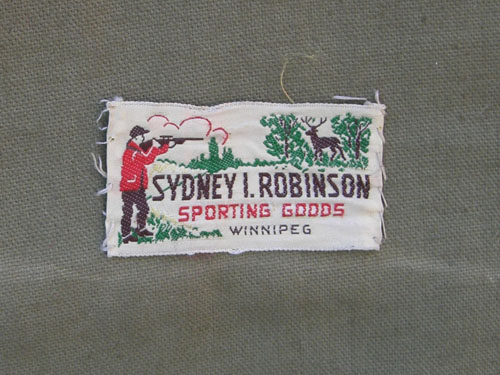 SYDNEY I. ROBINSON
SPORTING GOODS
WINNIPEG